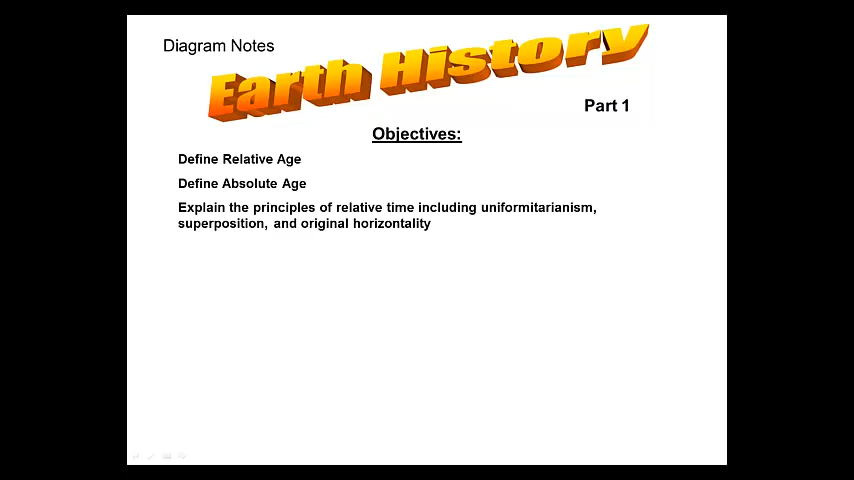 Diagram Notes
Earth History
Part 1
Objectives:
Define Relative Age
Define Absolute Age
Explain the principles of relative time including uniformitarianism,
superposition, and original horizontality